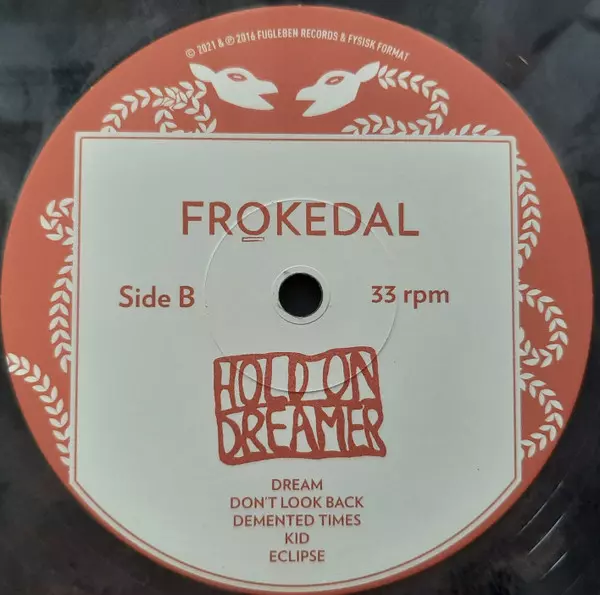 © 2021 & ℗ 2016 FUGLEBEN RECORDS & FYSISK FORMAT
FROKEDAL
Side B
33 rpm
HOLD ON
DREAMER
DREAM
DON'T LOOK BACK
DEMENTED TIMES
KID
ECLIPSE